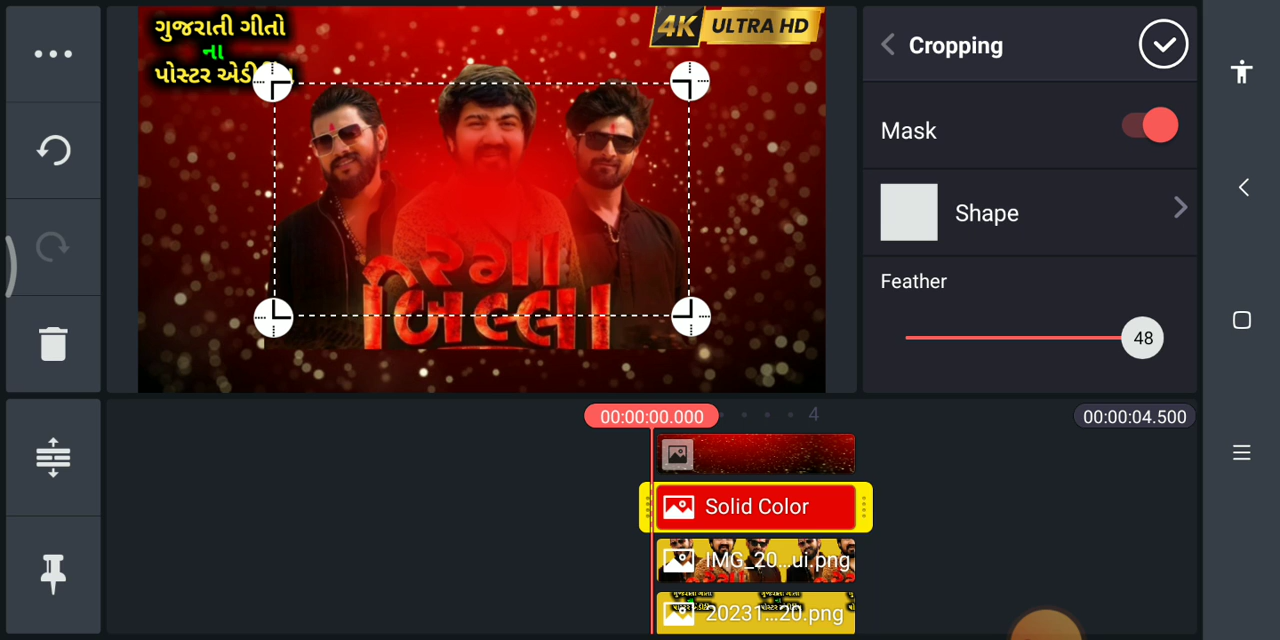 ગુજરાતી ગીતો
ના
પોસ્ટર એડી
4K ULTRA HD
રગા
બિલ્લા
Cropping
Mask
Shape
Feather
48
00:00:00.000
4
00:00:04.500
Solid Color
IMG_20...ui.png
20231...20.png